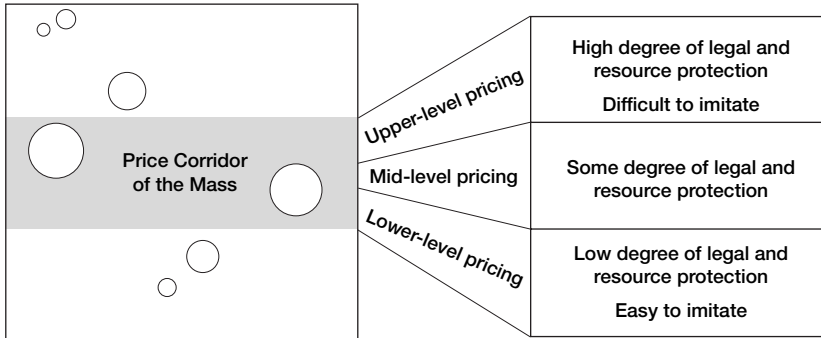 Price Corridor
of the Mass
Upper-level pricing
Mid-level pricing
Lower-level pricing
High degree of legal and
resource protection
Difficult to imitate
Some degree of legal and
resource protection
Low degree of legal and
resource protection
Easy to imitate